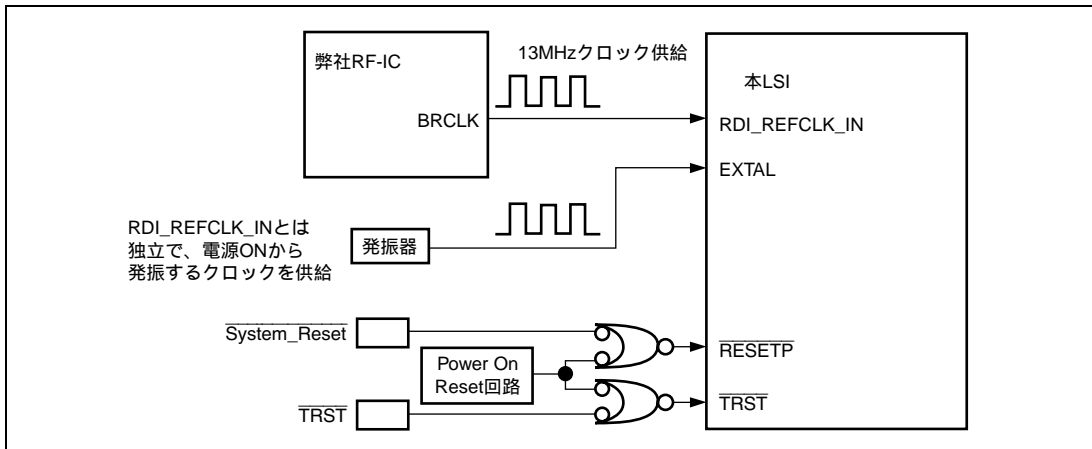 弊社RF-IC
13MHzクロック供給
本LSI
BRCLK
RDI_REFCLK_IN
EXTAL
RDI_REFCLK_INとは
独立で、電源ONから
発振するクロックを供給
発振器
System_Reset
Power On
Reset回路
RESETP
TRST
TRST